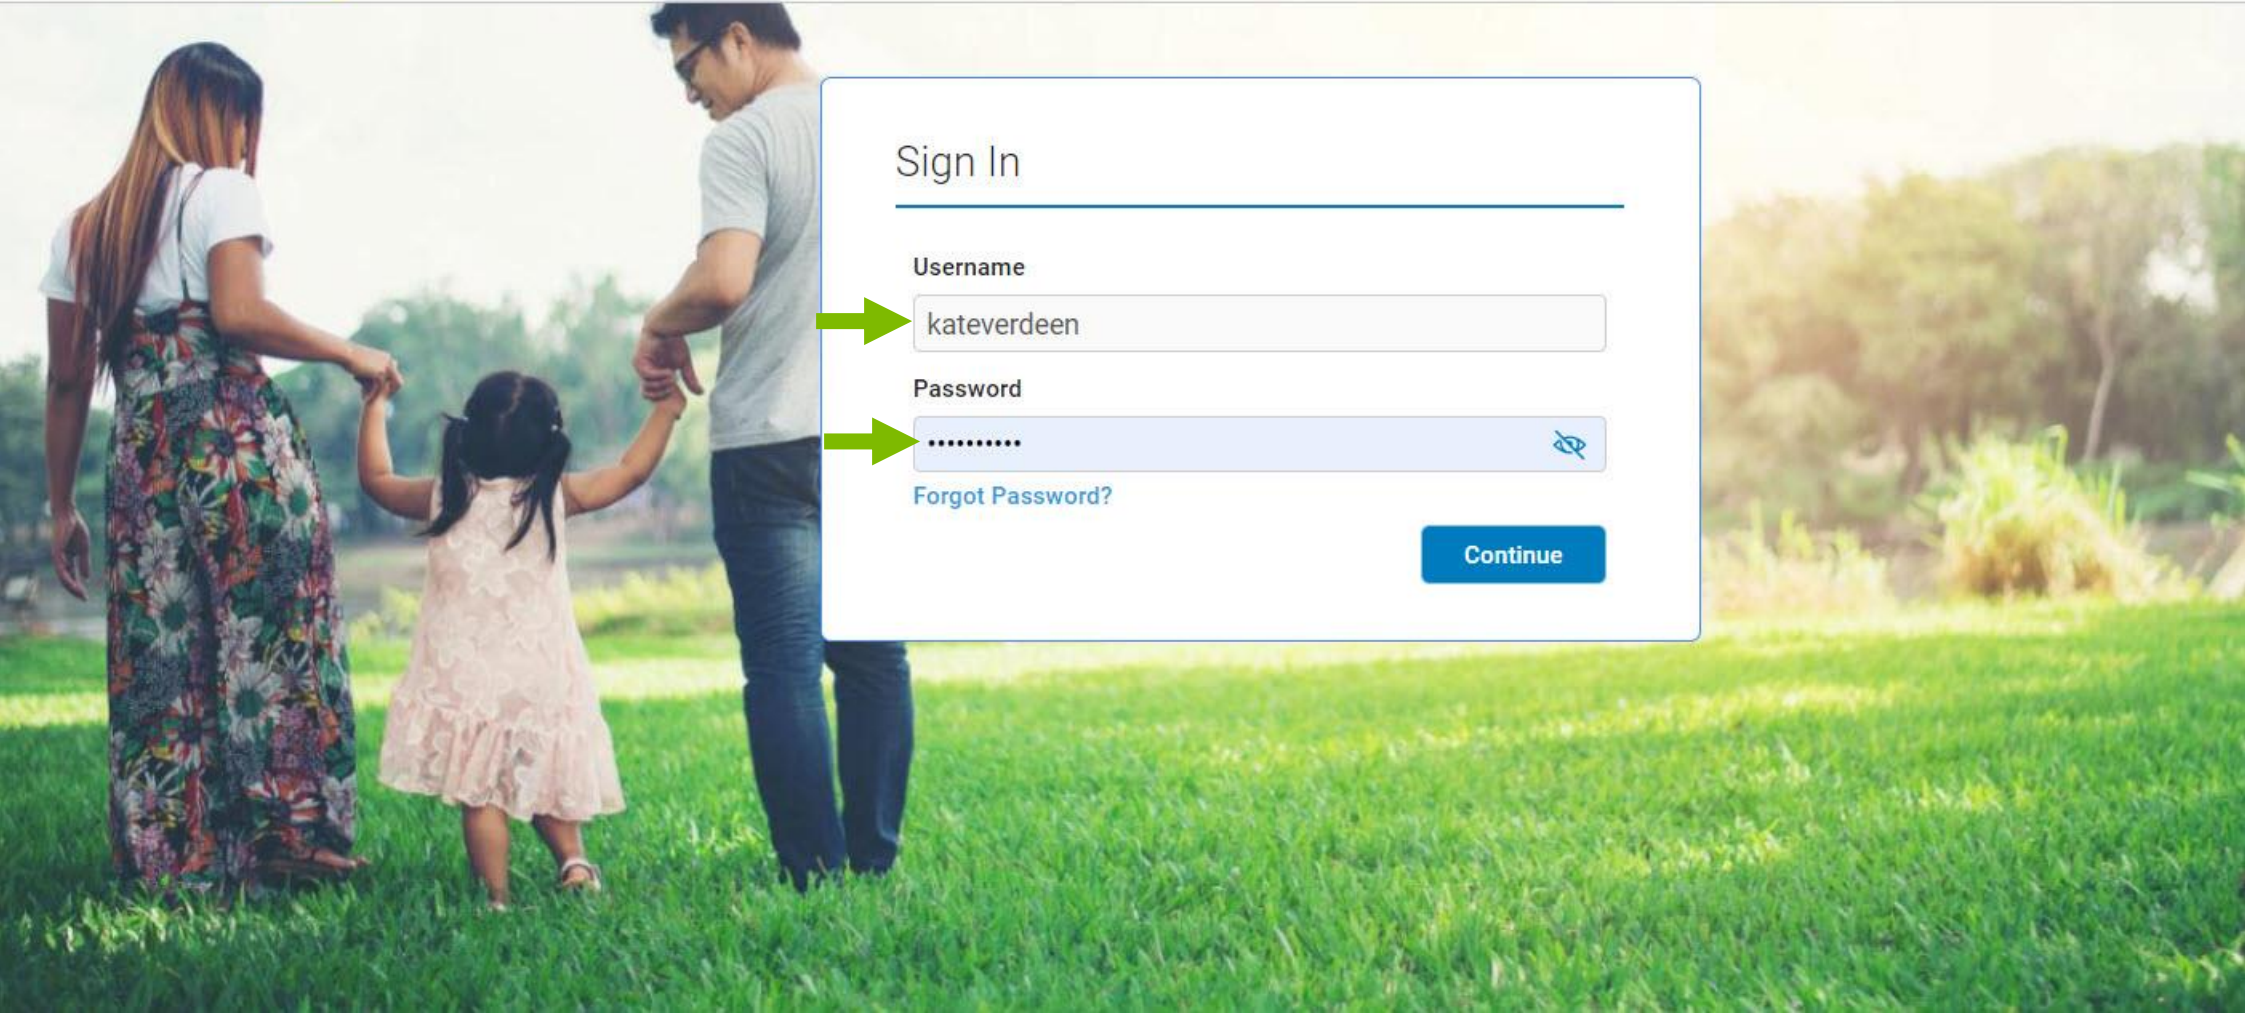 Sign In
Username
kateverdeen
Password
••••••••••
Forgot Password?
Continue